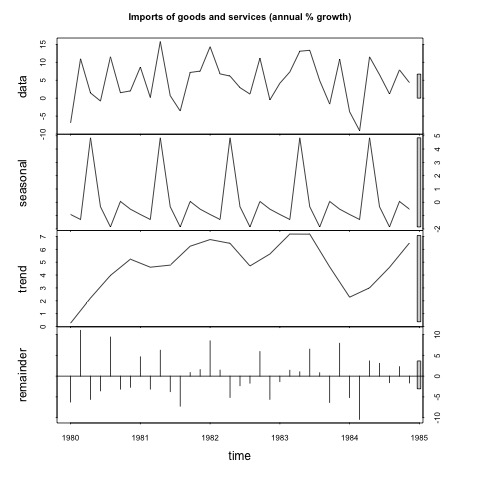 Imports of goods and services (annual % growth)
data
-10 -5 0 5 10 15
seasonal
-2 0 1 2 3 4 5
trend
0 1 2 3 4 5 6 7
remainder
-10 -5 0 5 10
1980 1981 1982 1983 1984 1985
time